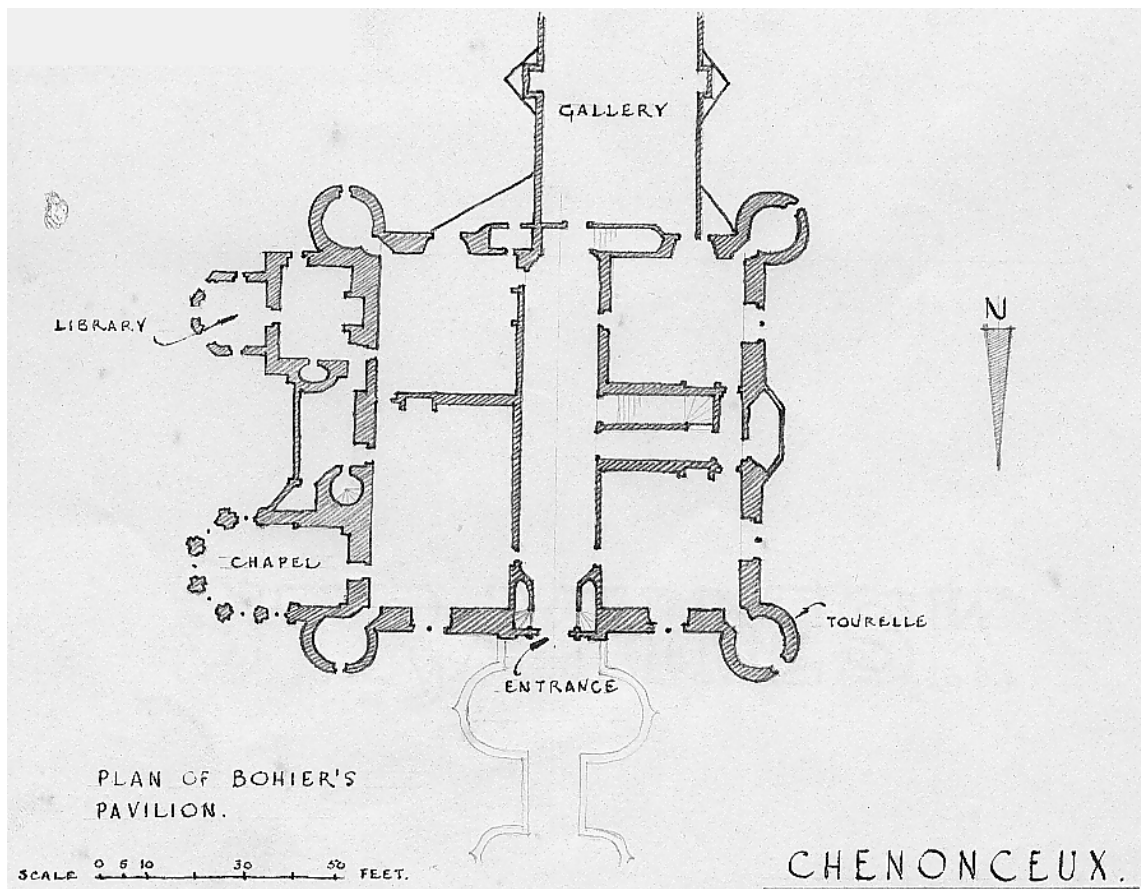 GALLERY
N
LIBRARY
CHAPEL
TOURELLE
ENTRANCE
PLAN OF BOHIER'S
PAVILION.
SCALE 0 5 10 30 50 FEET.
CHENONCEUX.